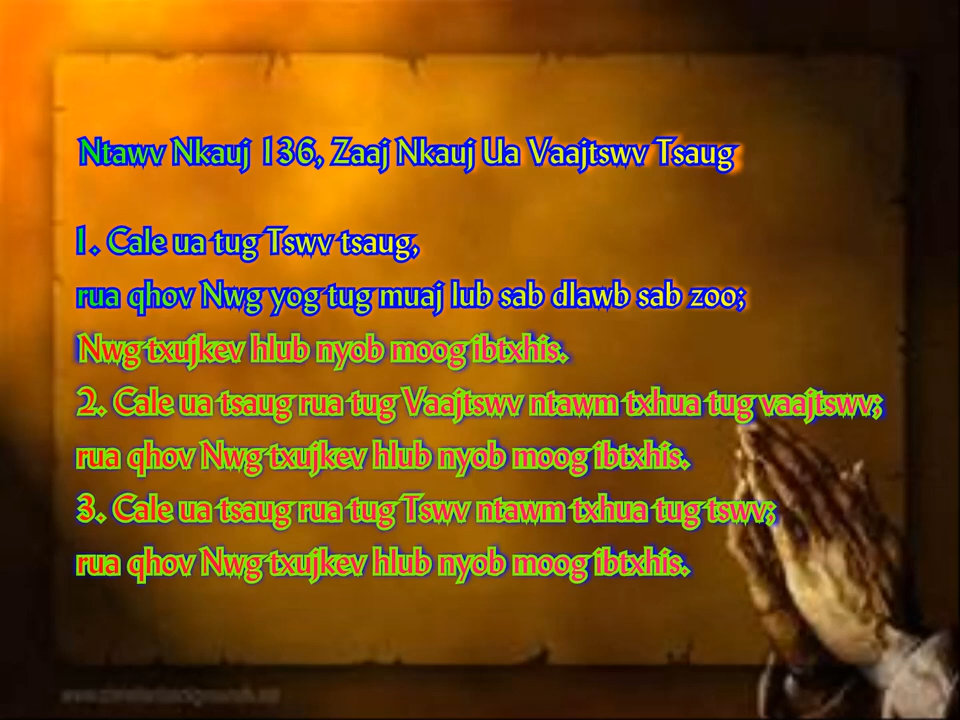 Ntawv Nkauj 136, Zaaj Nkauj Ua Vaajtswv Tsaug
1. Cale ua tug Tswv tsaug,
rua qhov Nwg yog tug muaj lub sab dlawb sab zoo;
Nwg txujkev hlub nyob moog ibtxhis.
2. Cale ua tsaug rua tug Vaajtswv ntawm txhua tug vaajtswv;
rua qhov Nwg txujkev hlub nyob moog ibtxhis.
3. Cale ua tsaug rua tug Tswv ntawm txhua tug tswv;
rua qhov Nwg txujkev hlub nyob moog ibtxhis.